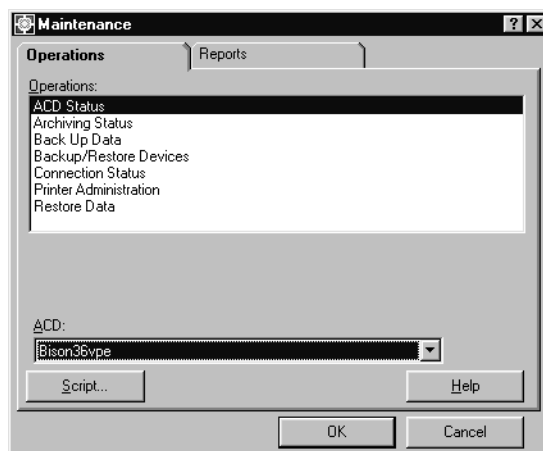 Maintenance
Operations
Reports
Operations:
ACD Status
Archiving Status
Back Up Data
Backup/Restore Devices
Connection Status
Printer Administration
Restore Data
ACD:
Bison36vpe
Script...
Help
OK
Cancel